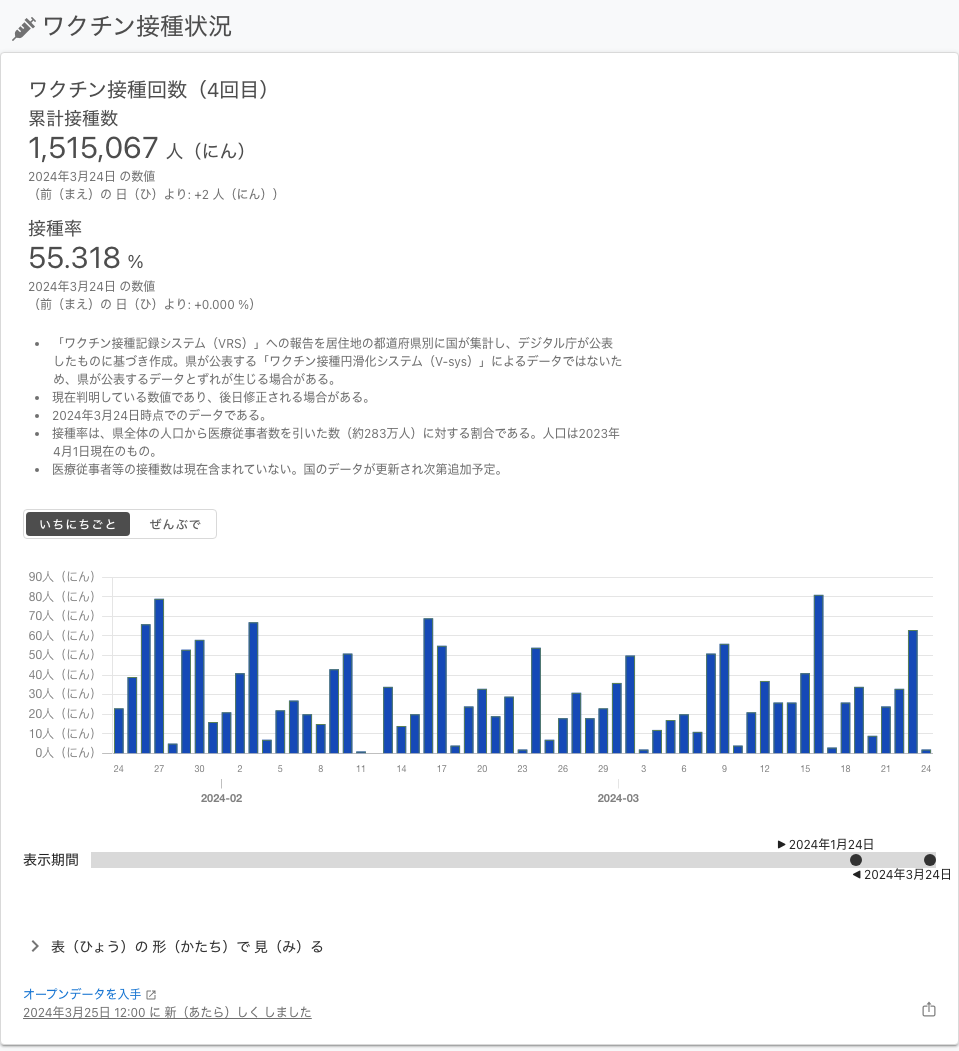 ワクチン接種状況
ワクチン接種回数（4回目）
累計接種数
1,515,067 人（にん）
2024年3月24日 の数値
（前（まえ）の 日（ひ）より: +2 人（にん））
接種率
55.318 %
2024年3月24日 の数値
（前（まえ）の 日（ひ）より: +0.000 %）
• 「ワクチン接種記録システム（VRS）」への報告を居住地の都道府県別に国が集計し、デジタル庁が公表
したものに基づき作成。県が公表する「ワクチン接種円滑化システム（V-sys）」によるデータではないた
め、県が公表するデータとずれが生じる場合がある。
• 現在判明している数値であり、後日修正される場合がある。
• 2024年3月24日時点でのデータである。
• 接種率は、県全体の人口から医療従事者数を引いた数（約283万人）に対する割合である。人口は2023年
4月1日現在のもの。
• 医療従事者等の接種数は現在含まれていない。国のデータが更新され次第追加予定。
いちにちごと ぜんぶで
90人（にん）
80人（にん）
70人（にん）
60人（にん）
50人（にん）
40人（にん）
30人（にん）
20人（にん）
10人（にん）
0人（にん）
24 27 30 2 5 8 11 14 17 20 23 26 29 3 6 9 12 15 18 21 24
2024-02 2024-03
▶ 2024年1月24日
表示期間
◀ 2024年3月24日
表（ひょう）の 形（かたち）で 見（み）る
オープンデータを入手
2024年3月25日 12:00 に 新（あたら）しく しました